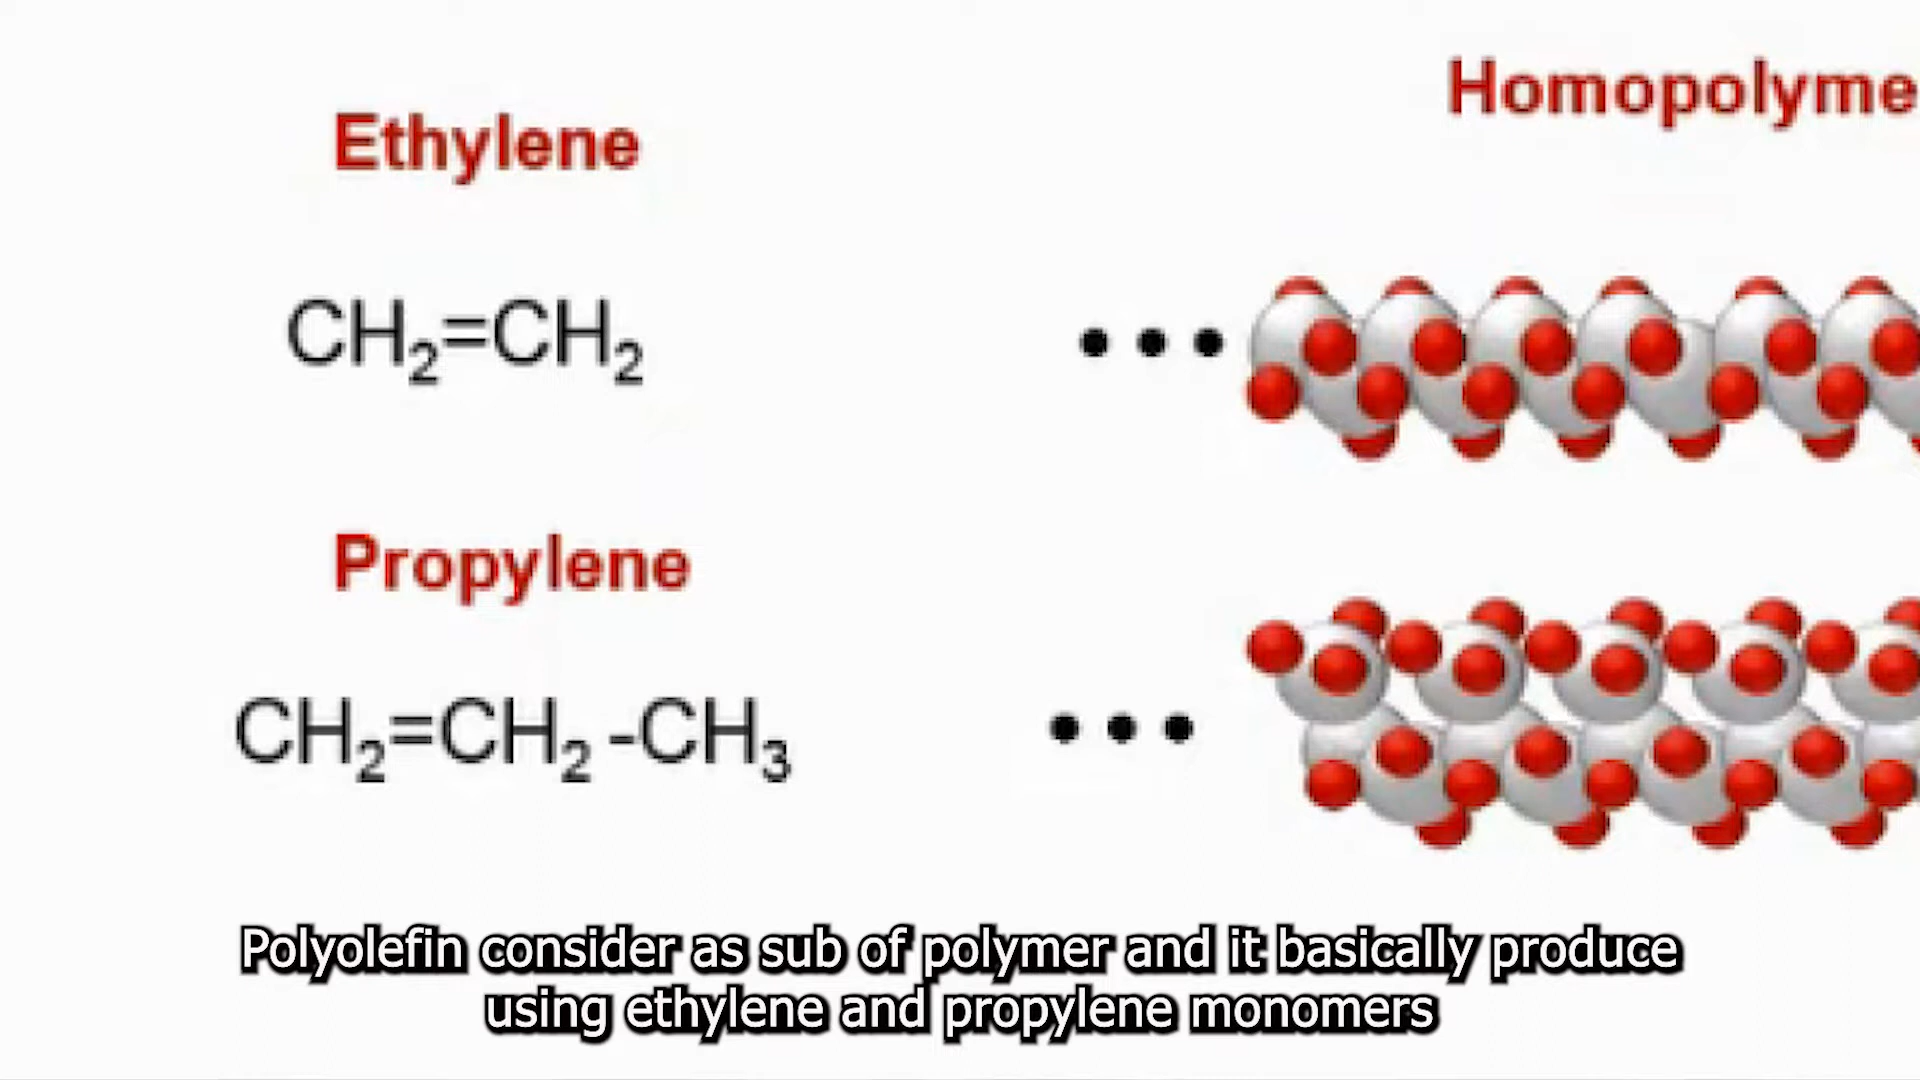 Homopolyme
Ethylene
CH₂=CH₂
Propylene
CH₂=CH₂-CH₃
Polyolefin consider as sub of polymer and it basically produce
using ethylene and propylene monomers